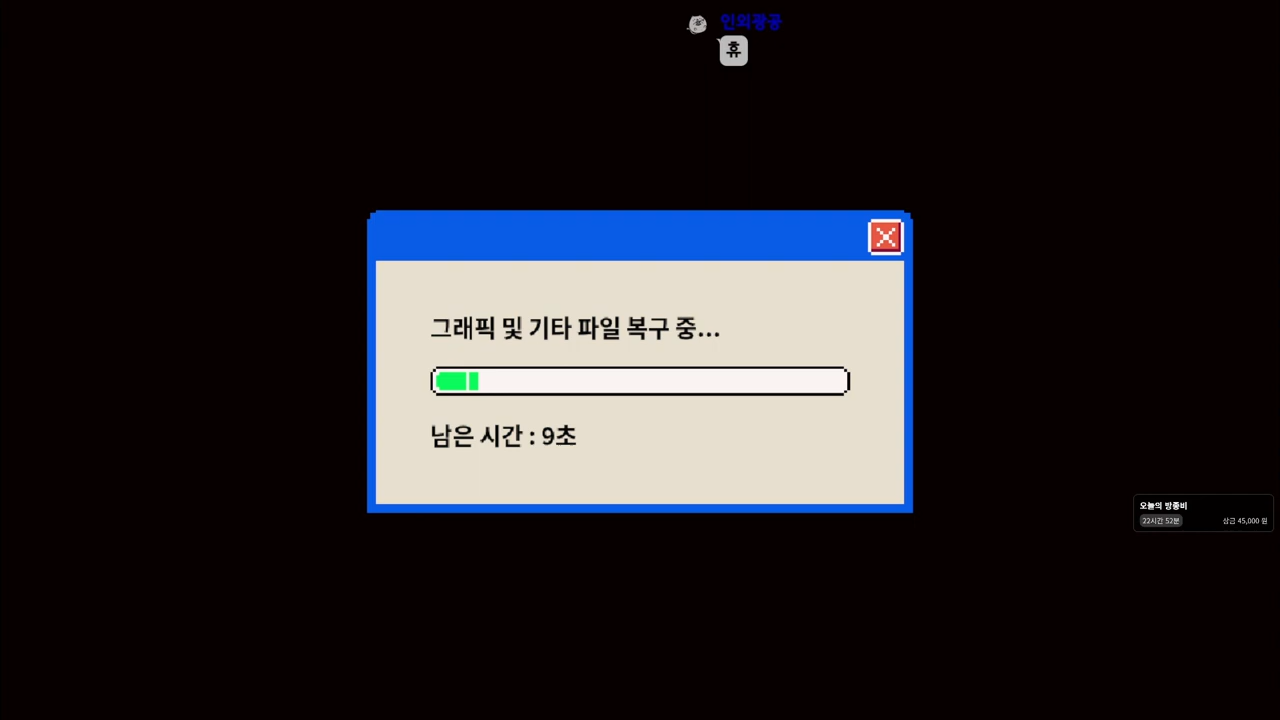 인외광공
휴
그래픽 및 기타 파일 복구 중...
남은 시간 : 9초
오늘의 방종비
22시간 52분
상금 45,000 원